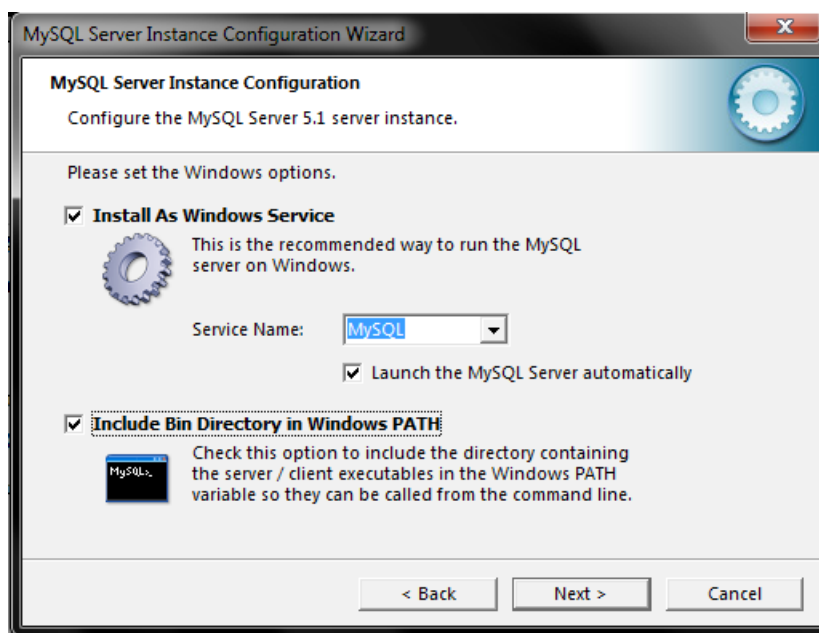 MySQL Server Instance Configuration Wizard
MySQL Server Instance Configuration
Configure the MySQL Server 5.1 server instance.
Please set the Windows options.
Install As Windows Service
This is the recommended way to run the MySQL
server on Windows.
Service Name: MySQL
Launch the MySQL Server automatically
Include Bin Directory in Windows PATH
MySQL>_
Check this option to include the directory containing
the server / client executables in the Windows PATH
variable so they can be called from the command line.
< Back Next > Cancel